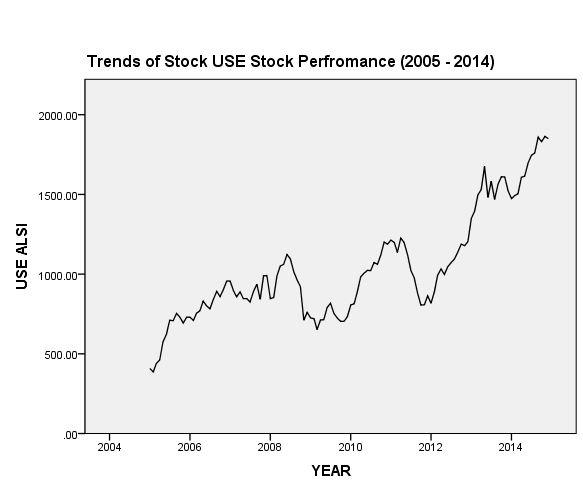 Trends of Stock USE Stock Perfromance (2005 - 2014)
2000.00
1500.00
1000.00
500.00
.00
USE ALSI
2004 2006 2008 2010 2012 2014
YEAR